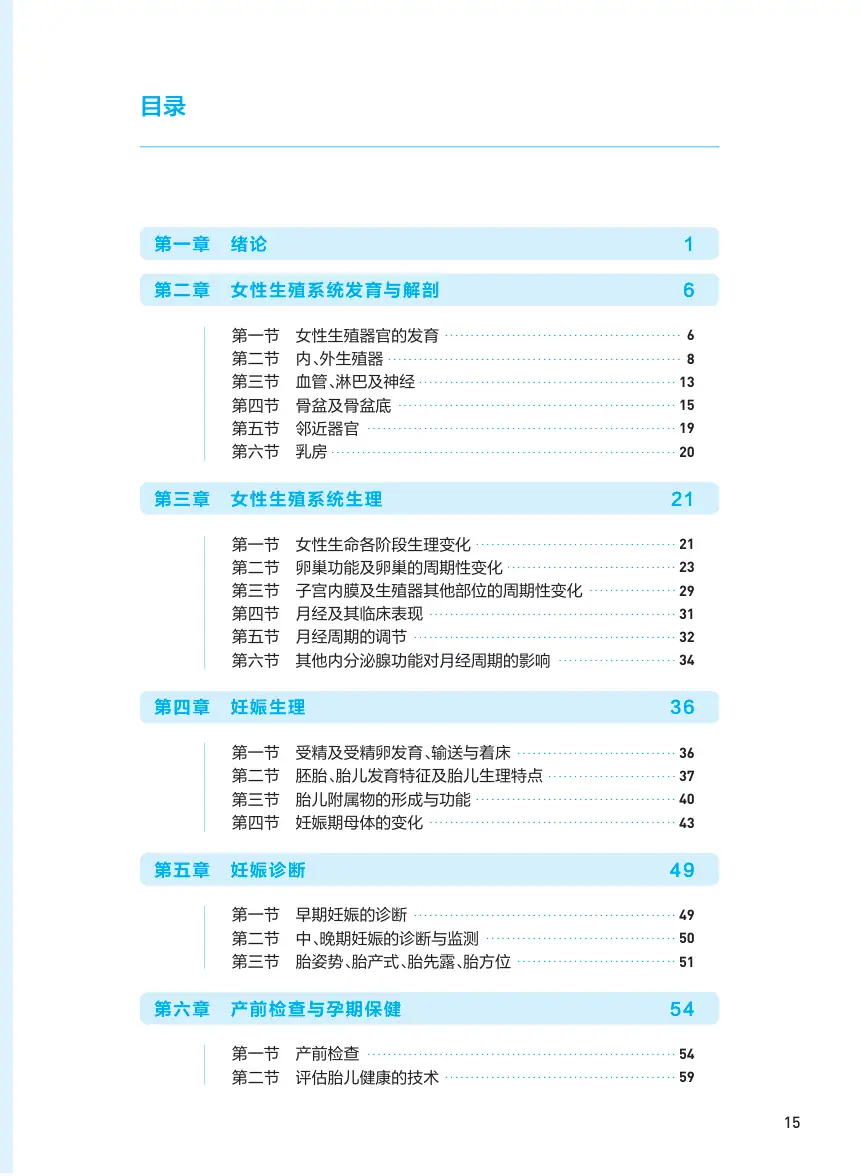 目录
第一章 绪论 1
第二章 女性生殖系统发育与解剖 6
第一节 女性生殖器官的发育 6
第二节 内、外生殖器 8
第三节 血管、淋巴及神经 13
第四节 骨盆及骨盆底 15
第五节 邻近器官 19
第六节 乳房 20
第三章 女性生殖系统生理 21
第一节 女性生命各阶段生理变化 21
第二节 卵巢功能及卵巢的周期性变化 23
第三节 子宫内膜及生殖器其他部位的周期性变化 29
第四节 月经及其临床表现 31
第五节 月经周期的调节 32
第六节 其他内分泌腺功能对月经周期的影响 34
第四章 妊娠生理 36
第一节 受精及受精卵发育、输送与着床 36
第二节 胚胎、胎儿发育特征及胎儿生理特点 37
第三节 胎儿附属物的形成与功能 40
第四节 妊娠期母体的变化 43
第五章 妊娠诊断 49
第一节 早期妊娠的诊断 49
第二节 中、晚期妊娠的诊断与监测 50
第三节 胎姿势、胎产式、胎先露、胎方位 51
第六章 产前检查与孕期保健 54
第一节 产前检查 54
第二节 评估胎儿健康的技术 59
15